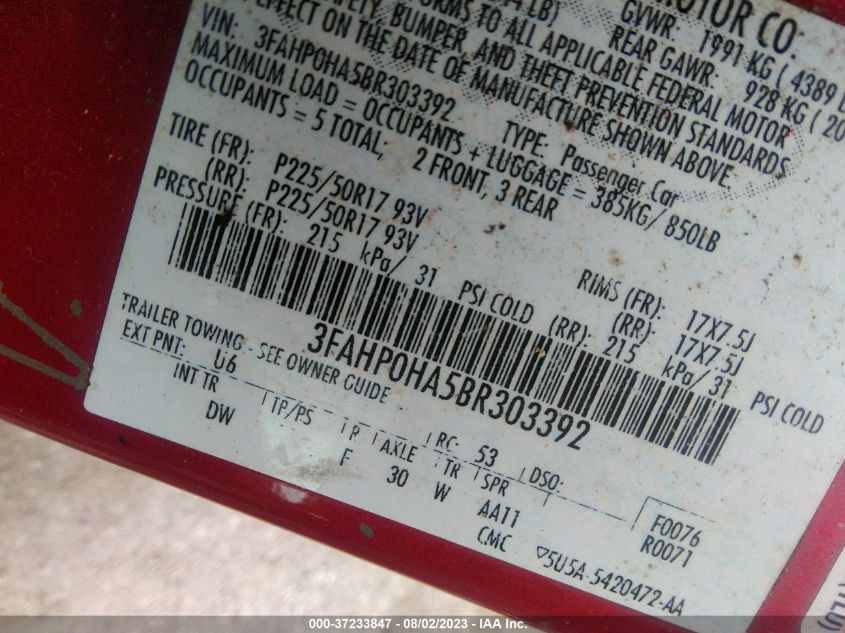 MOTOR CO.
LB) GVWR: 1991 KG ( 4389 L
REAR GAWR: 928 KG ( 20
ORMS TO ALL APPLICABLE FEDERAL MOTOR
BUMPER, AND THEFT PREVENTION STANDARDS
EFFECT ON THE DATE OF MANUFACTURE SHOWN ABOVE.
VIN: 3FAHP0HA5BR303392 TYPE: Passenger Car
MAXIMUM LOAD = OCCUPANTS + LUGGAGE = 385KG/ 850LB
OCCUPANTS = 5 TOTAL; 2 FRONT, 3 REAR
TIRE (FR): P225/50R17 93V RIMS (FR): 17X7.5J
(RR): P225/50R17 93V (RR): 17X7.5J
PRESSURE (FR): 215 kPa/ 31 PSI COLD (RR): 215 kPa/ 31 PSI COLD
3FAHP0HA5BR303392
TRAILER TOWING - SEE OWNER GUIDE
EXT PNT: U6 RC: 53 DSO:
INT TR TP/PS R AXLE TR SPR
DW F 30 W AA11
CMC
F0076
R0071
5U5A-5420472-AA
(TLU)
000-37233847 - 08/02/2023 - IAA Inc.